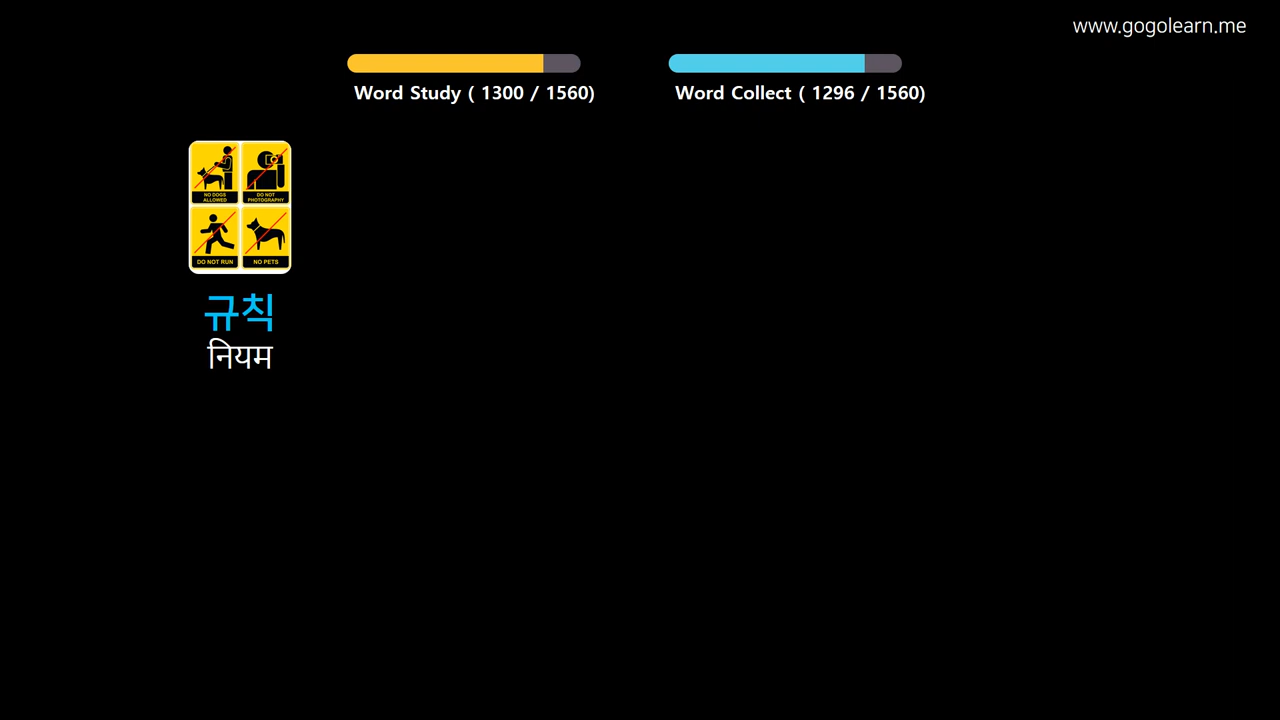 www.gogolearn.me
Word Study ( 1300 / 1560)
Word Collect ( 1296 / 1560)
NO DOGS
ALLOWED
DO NOT
PHOTOGRAPHY
DO NOT RUN
NO PETS
규칙
नियम